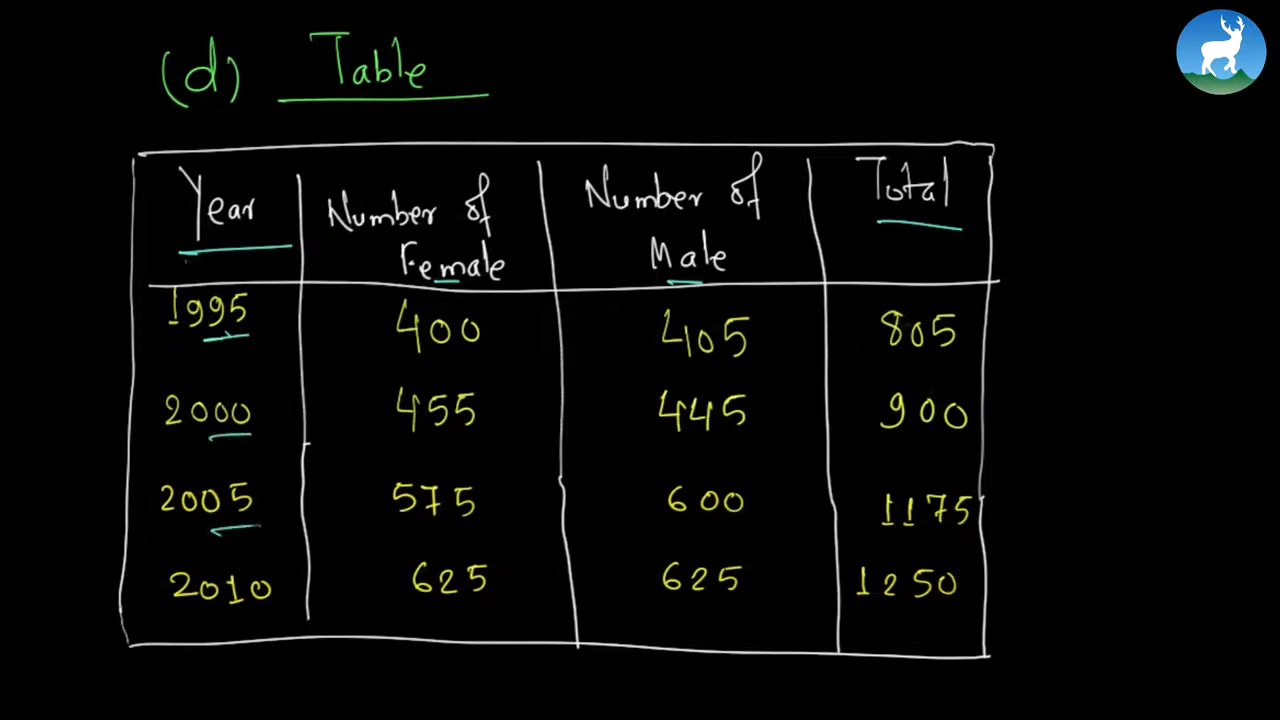 (d) Table
Year Number of Female Number of Male Total
1995 400 405 805
2000 455 445 900
2005 575 600 1175
2010 625 625 1250